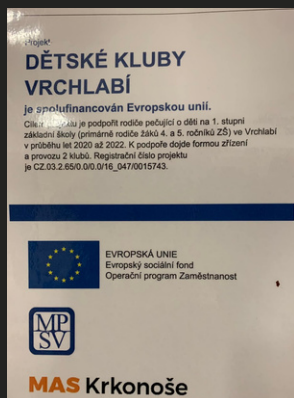 Projekt
DĚTSKÉ KLUBY
VRCHLABÍ
je spolufinancován Evropskou unií.
je podpořit rodiče pečující o děti na 1. stupni
základní školy (primárně rodiče žáků 4. a 5. ročníků ZŠ) ve Vrchlabí
v průběhu let 2020 až 2022. K podpoře dojde formou zřízení
a provozu 2 klubů. Registrační číslo projektu
je CZ.03.2.65/0.0/0.0/16_047/0015743.
EVROPSKÁ UNIE
Evropský sociální fond
Operační program Zaměstnanost
MP
SV
MAS Krkonoše